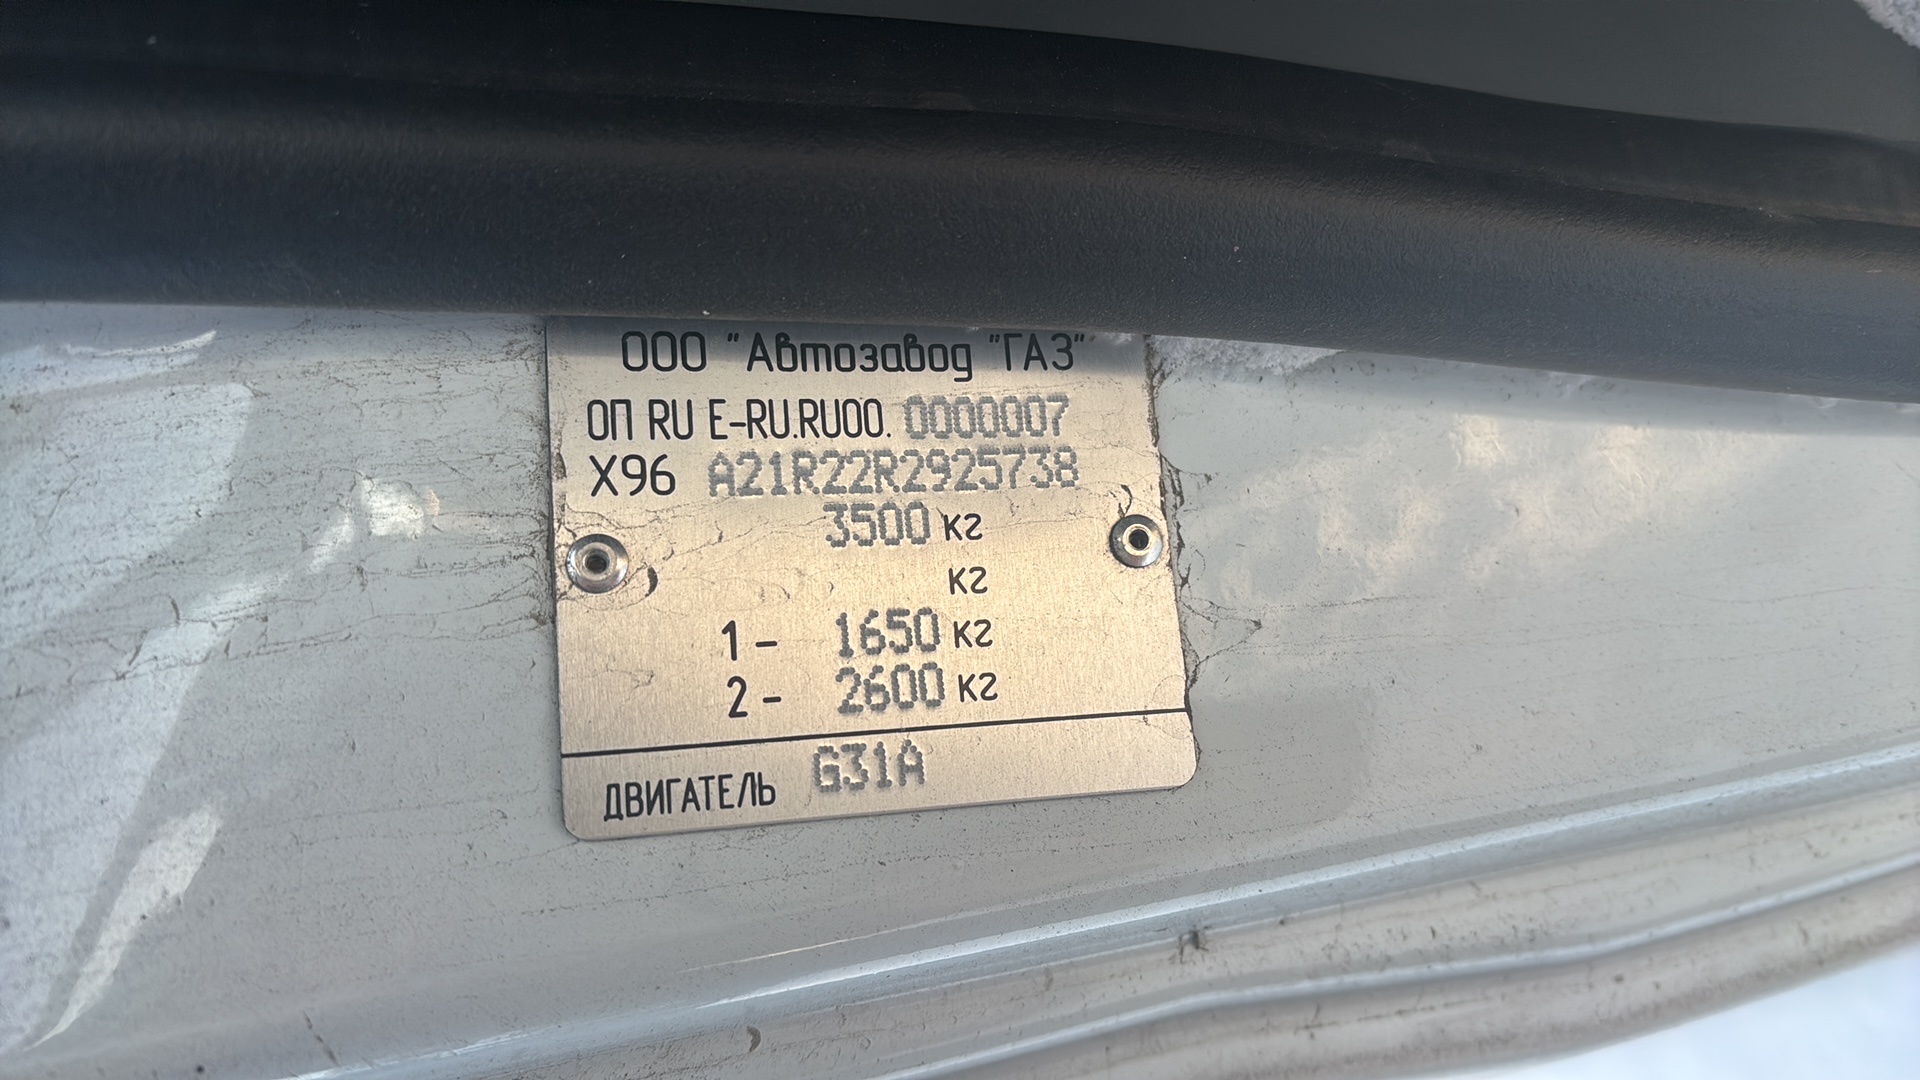 ООО "Автозавод "ГАЗ"
ОП RU E-RU.RU00. 0000007
X96 A21R22R2925738
3500 кг
кг
1 - 1650 кг
2 - 2600 кг
ДВИГАТЕЛЬ G31A